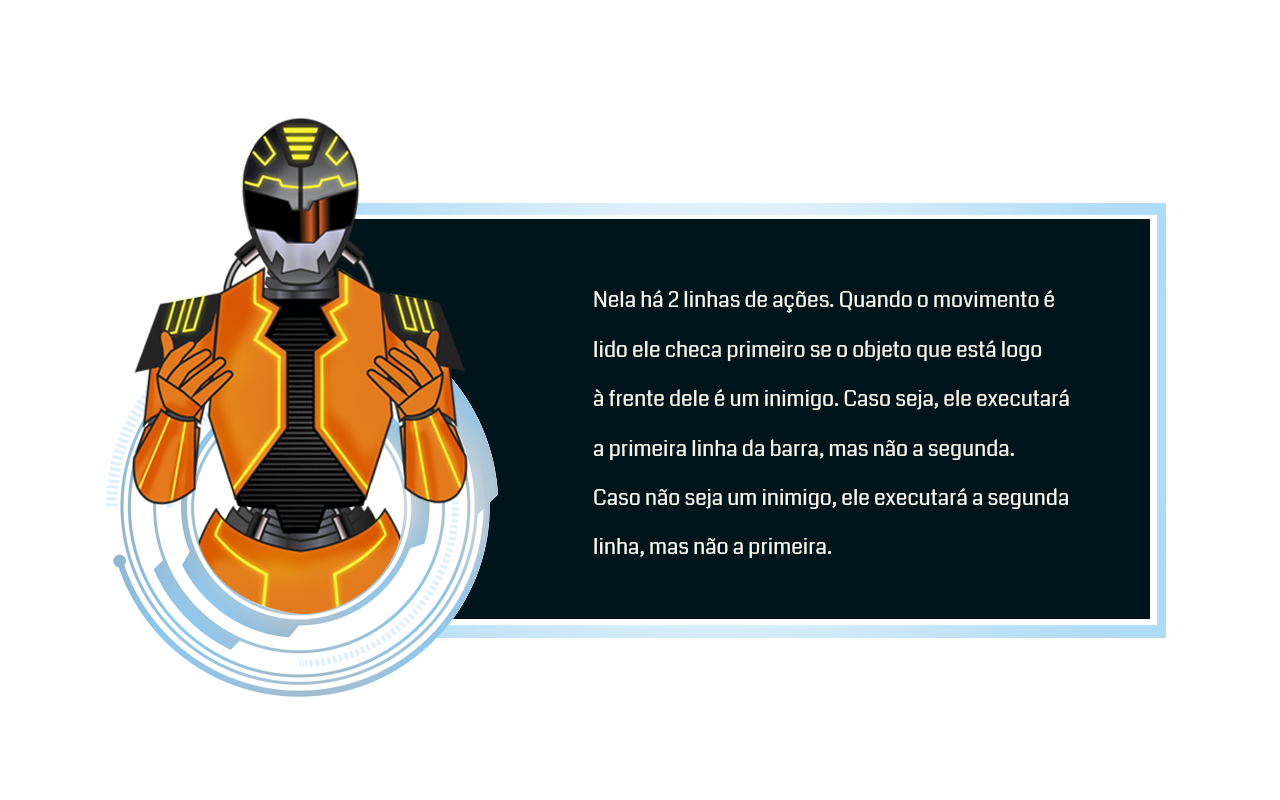 Nela há 2 linhas de ações. Quando o movimento é
lido ele checa primeiro se o objeto que está logo
à frente dele é um inimigo. Caso seja, ele executará
a primeira linha da barra, mas não a segunda.
Caso não seja um inimigo, ele executará a segunda
linha, mas não a primeira.